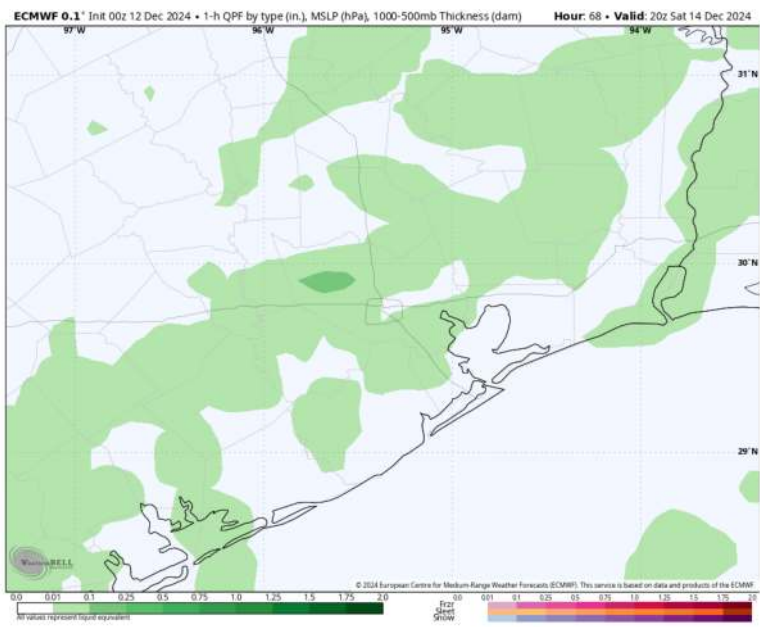 ECMWF 0.1° Init 00z 12 Dec 2024 • 1-h QPF by type (in.), MSLP (hPa), 1000-500mb Thickness (dam) Hour: 68 • Valid: 20z Sat 14 Dec 2024
97°W 96°W 95°W 94°W
31°N
30°N
29°N
WeatherBELL
© 2024 European Centre for Medium-Range Weather Forecasts (ECMWF). This service is based on data and products of the ECMWF
0.0 0.01 0.1 0.25 0.5 0.75 1.0 1.25 1.5 1.75 2.0 0.0 0.01 0.1 0.25 0.5 0.75 1.0 1.25 1.5 1.75 2.0
All values represent liquid equivalent
Frzr
Sleet
Snow